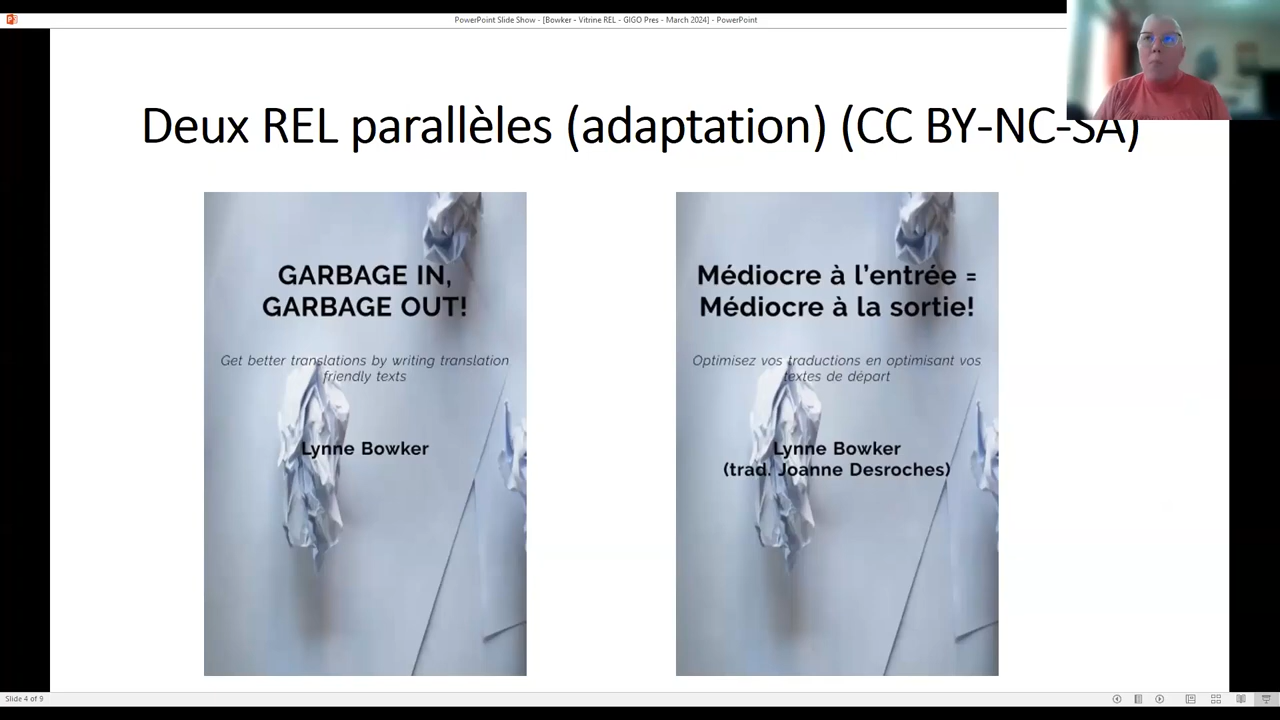 PowerPoint Slide Show - [Bowker - Vitrine REL - GIGO Pres - March 2024] - PowerPoint
Deux REL parallèles (adaptation) (CC BY-NC-SA)
GARBAGE IN,
GARBAGE OUT!
Get better translations by writing translation
friendly texts
Lynne Bowker
Médiocre à l'entrée =
Médiocre à la sortie!
Optimisez vos traductions en optimisant vos
textes de départ
Lynne Bowker
(trad. Joanne Desroches)
Slide 4 of 9